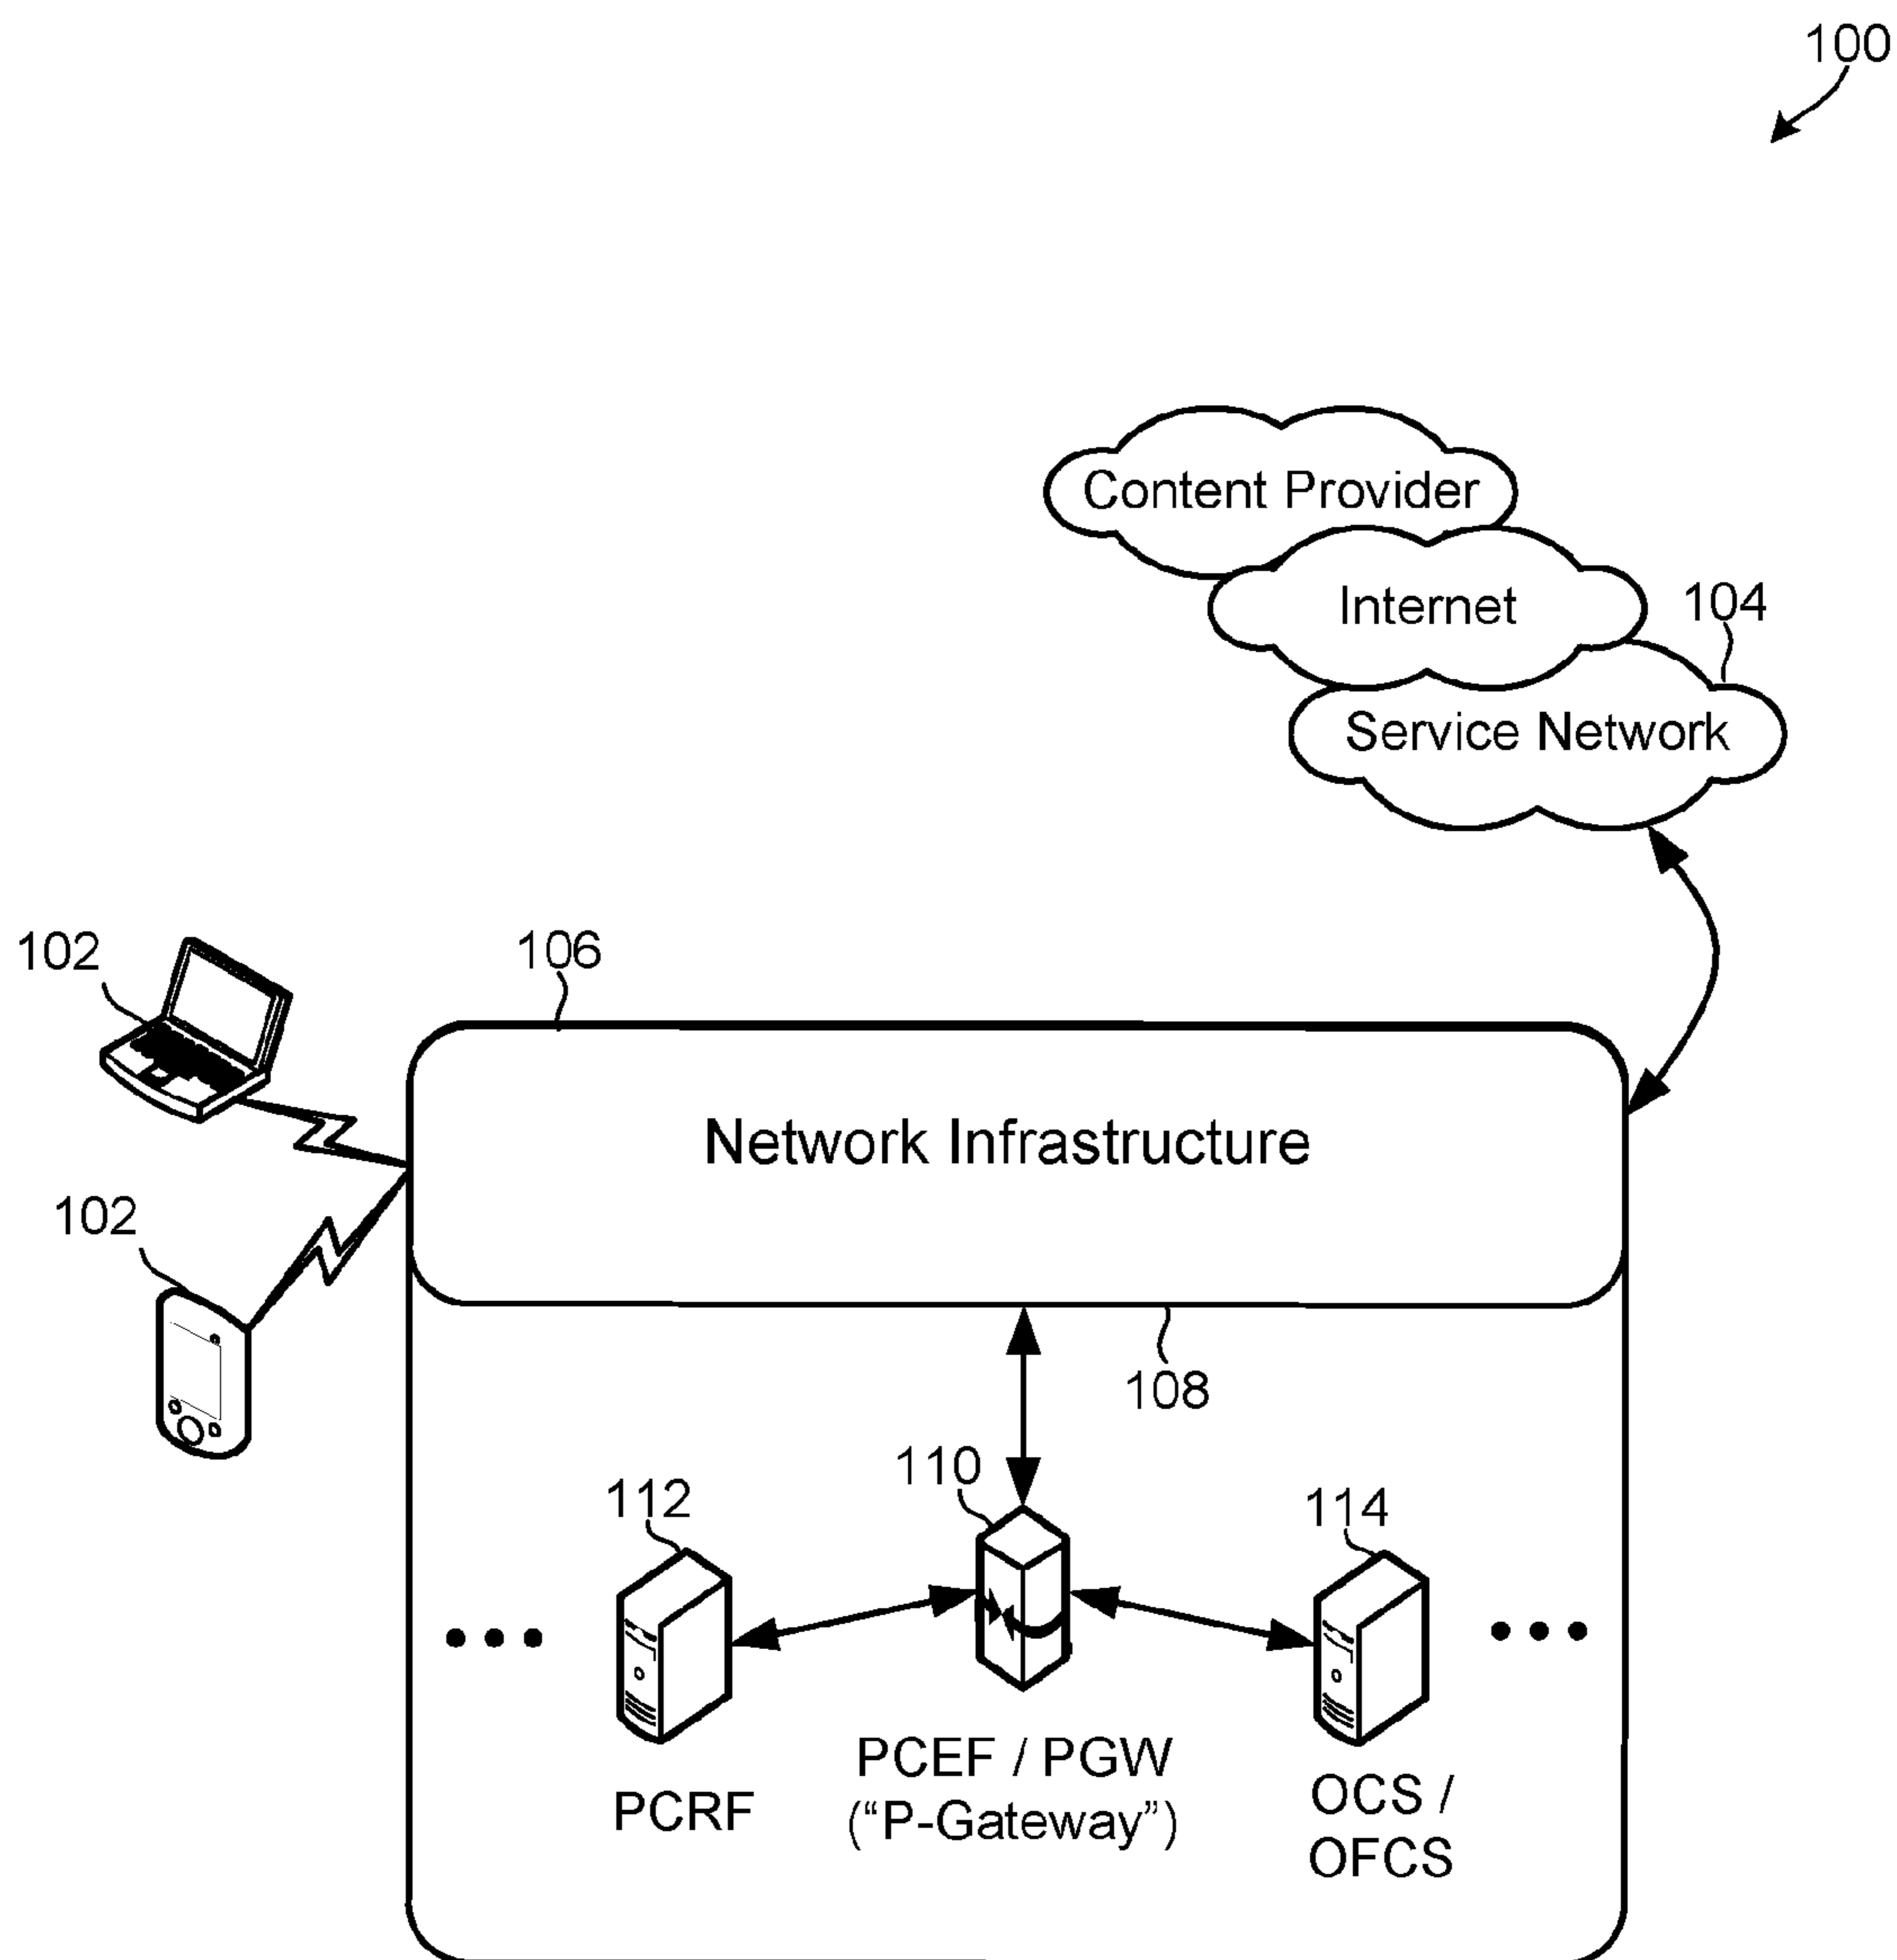 100
Content Provider
Internet
104
Service Network
102
106
Network Infrastructure
102
108
110
112
114
PCEF / PGW
("P-Gateway")
PCRF
OCS /
OFCS